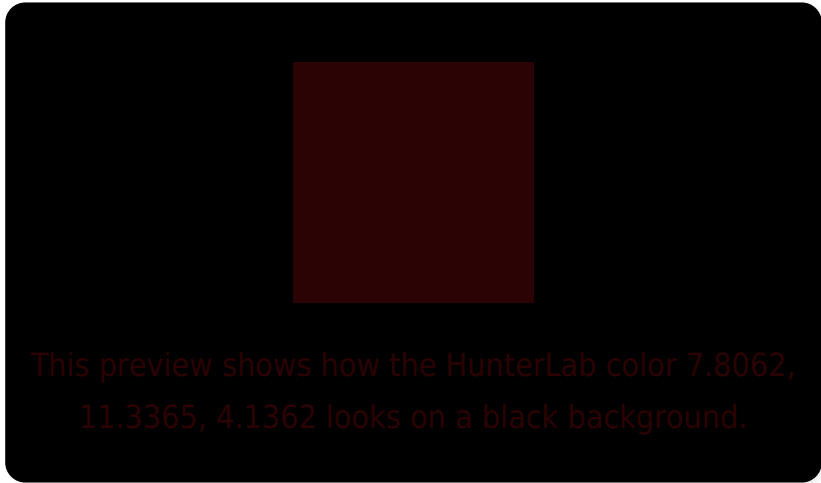 This preview shows how the HunterLab color 7.8062,
11.3365, 4.1362 looks on a black background.